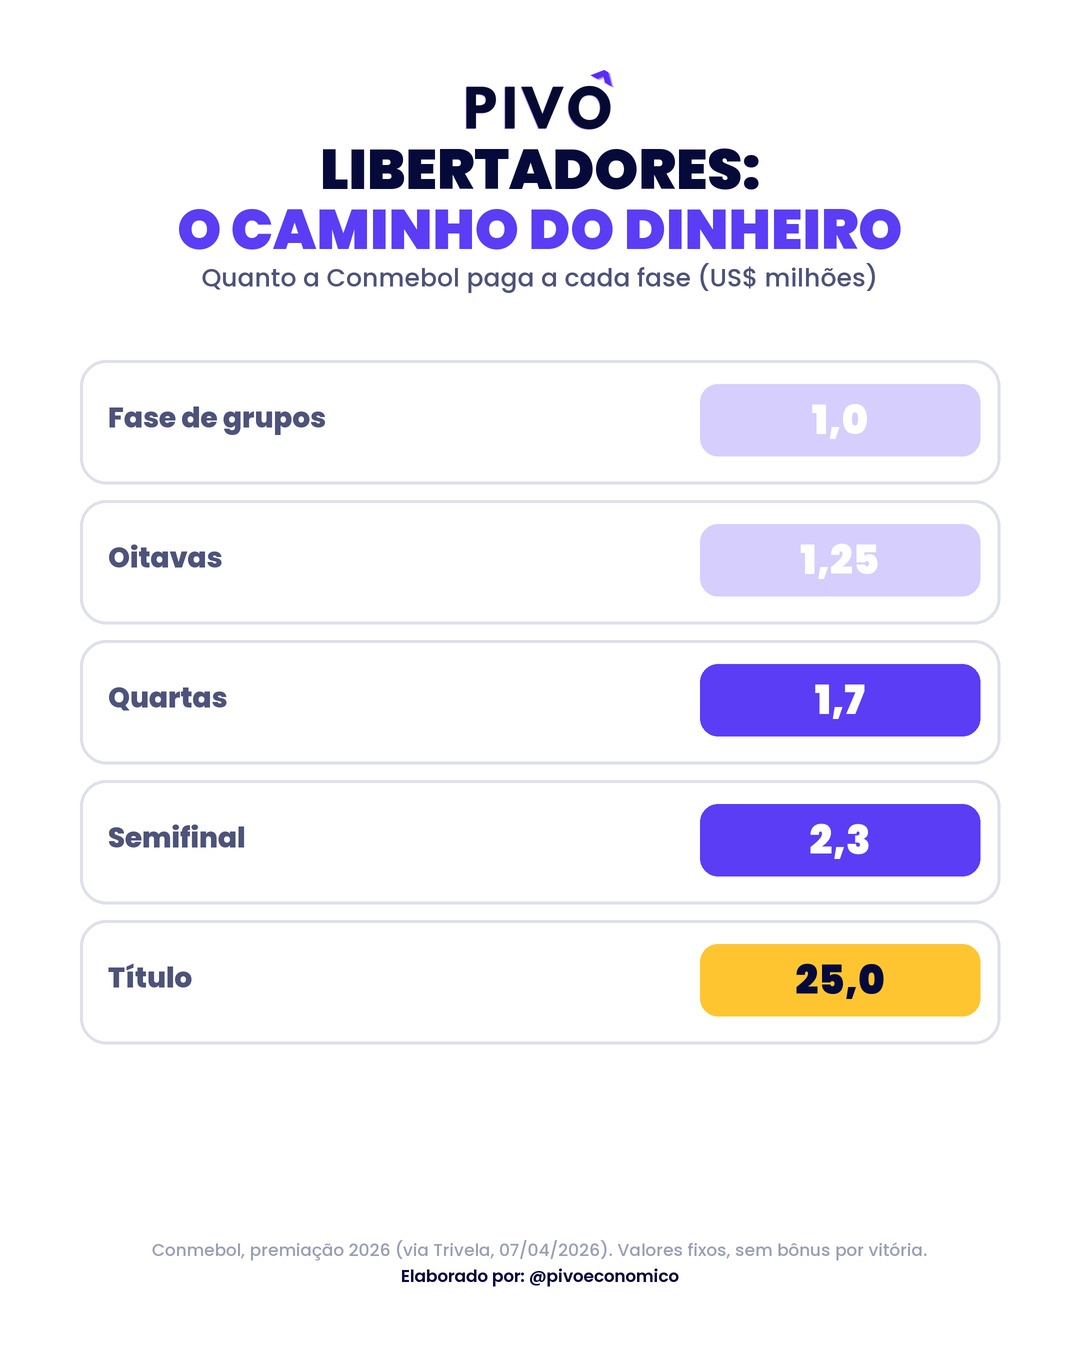 PIVÔ
LIBERTADORES:
O CAMINHO DO DINHEIRO
Quanto a Conmebol paga a cada fase (US$ milhões)
Fase de grupos 1,0
Oitavas 1,25
Quartas 1,7
Semifinal 2,3
Título 25,0
Conmebol, premiação 2026 (via Trivela, 07/04/2026). Valores fixos, sem bônus por vitória.
Elaborado por: @pivoeconomico